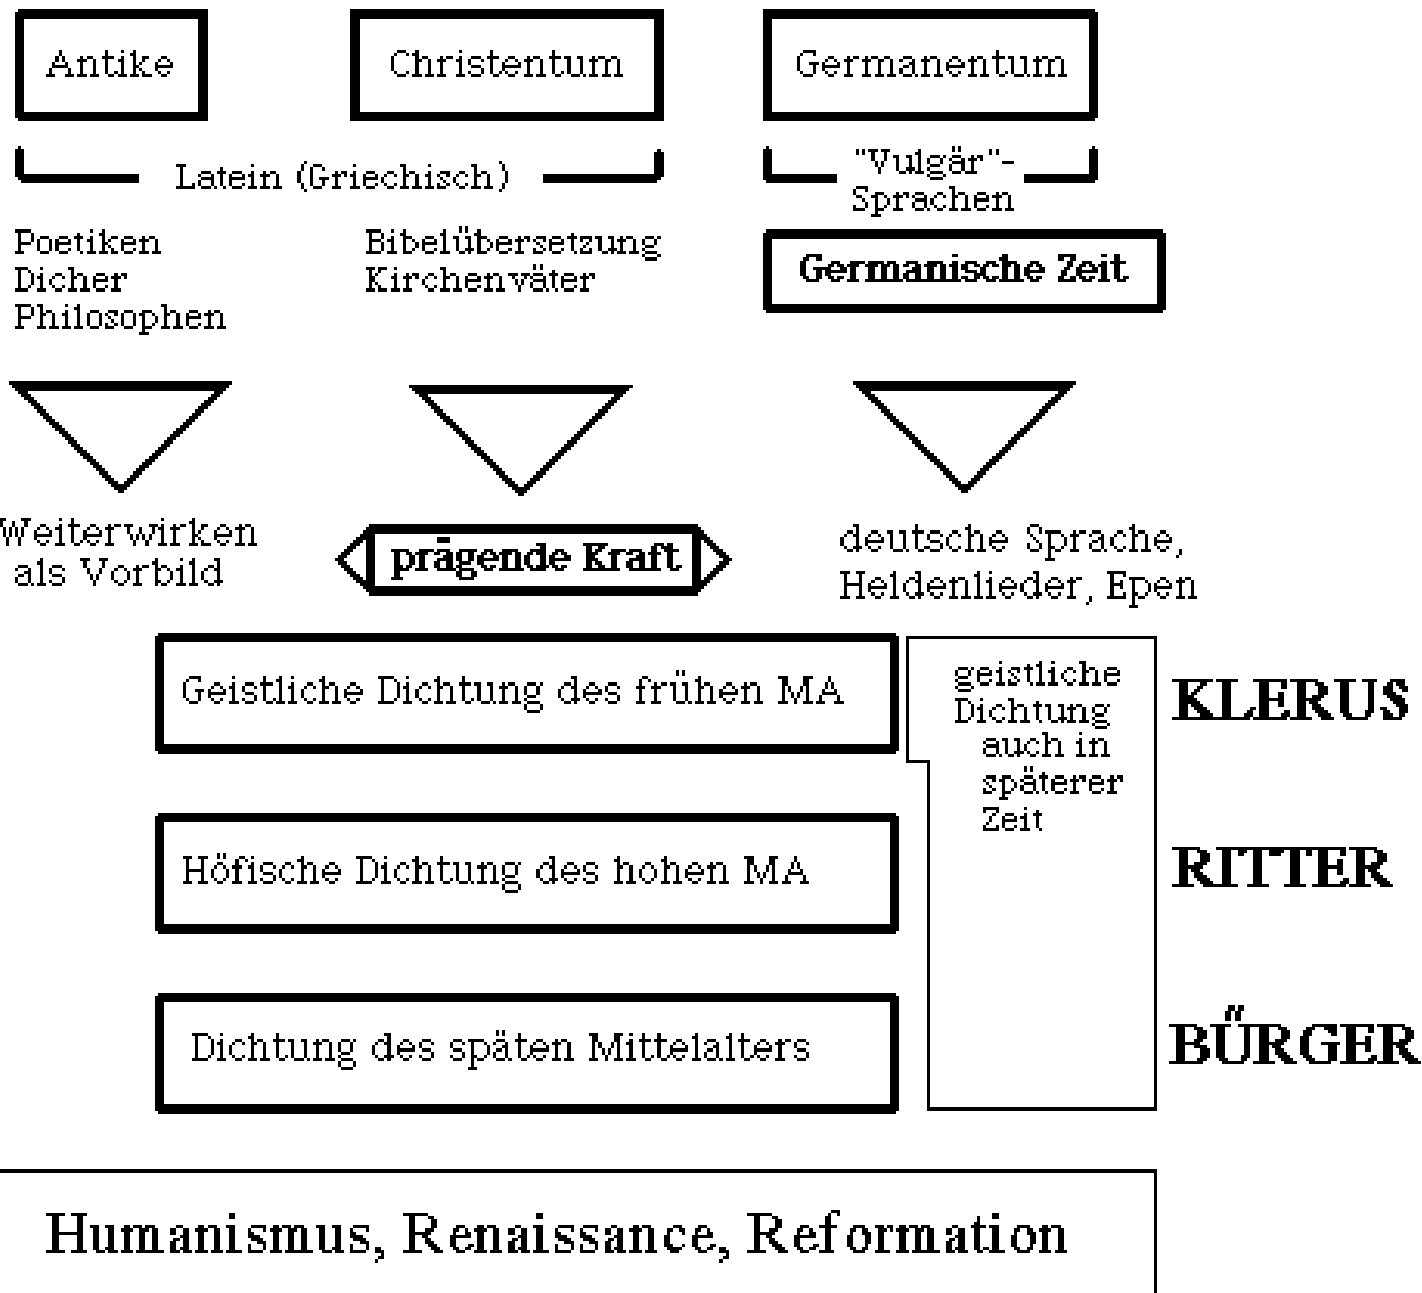 Antike
Christentum
Germanentum
Latein (Griechisch)
"Vulgär"-
Sprachen
Poetiken
Dicher
Philosophen
Bibelübersetzung
Kirchenväter
Germanische Zeit
Weiterwirken
als Vorbild
prägende Kraft
deutsche Sprache,
Heldenlieder, Epen
Geistliche Dichtung des frühen MA
geistliche
Dichtung
auch in
späterer
Zeit
KLERUS
Höfische Dichtung des hohen MA
RITTER
Dichtung des späten Mittelalters
BÜRGER
Humanismus, Renaissance, Reformation